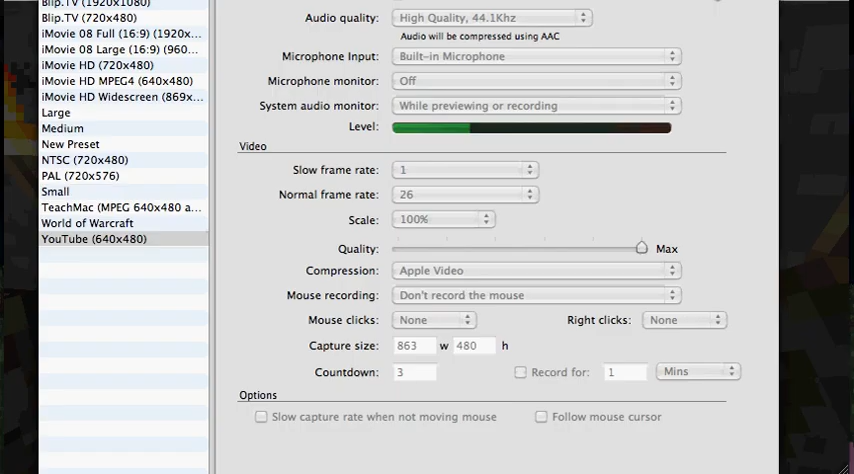 Blip.TV (1920x1080)
Blip.TV (720x480)
iMovie 08 Full (16:9) (1920x...
iMovie 08 Large (16:9) (960...
iMovie HD (720x480)
iMovie HD MPEG4 (640x480)
iMovie HD Widescreen (869x...
Large
Medium
New Preset
NTSC (720x480)
PAL (720x576)
Small
TeachMac (MPEG 640x480 a...
World of Warcraft
YouTube (640x480)
Audio quality: High Quality, 44.1Khz
Audio will be compressed using AAC
Microphone Input: Built-in Microphone
Microphone monitor: Off
System audio monitor: While previewing or recording
Level:
Video
Slow frame rate: 1
Normal frame rate: 26
Scale: 100%
Quality: Max
Compression: Apple Video
Mouse recording: Don't record the mouse
Mouse clicks: None Right clicks: None
Capture size: 863 w 480 h
Countdown: 3 Record for: 1 Mins
Options
Slow capture rate when not moving mouse Follow mouse cursor